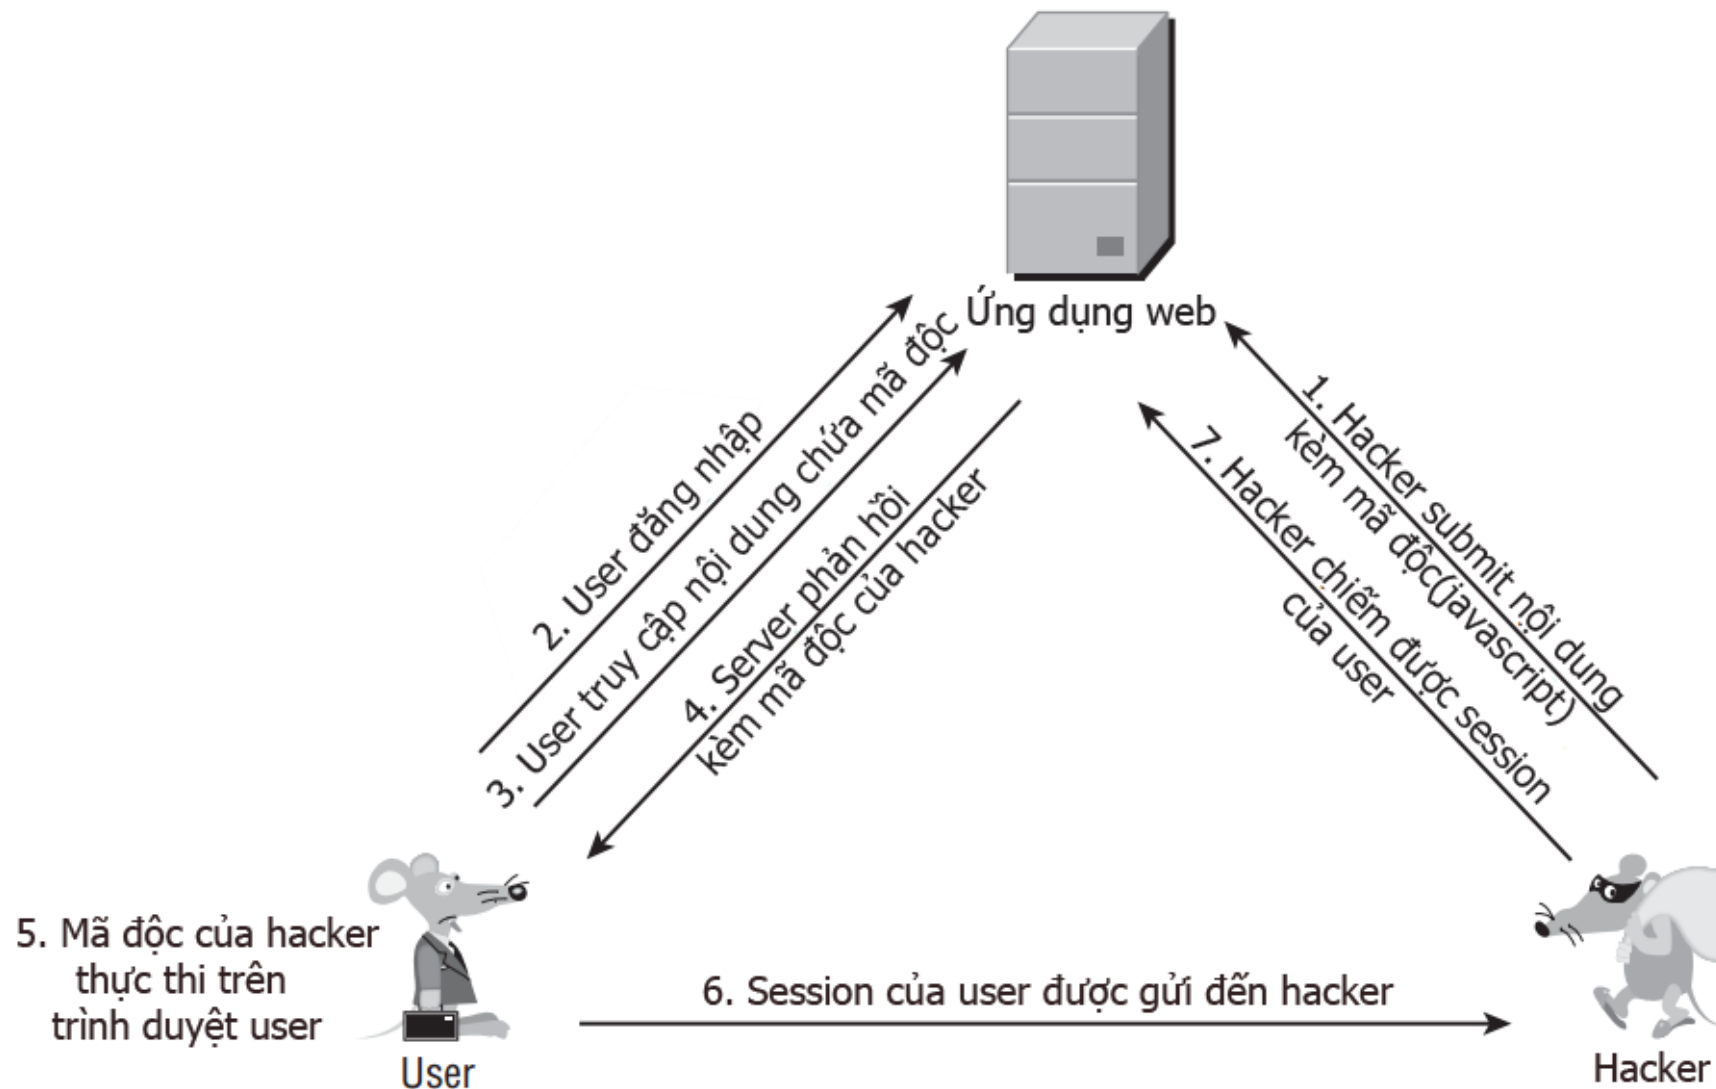 Ứng dụng web
1. Hacker submit nội dung
kèm mã độc(javascript)
2. User đăng nhập
3. User truy cập nội dung chứa mã độc
4. Server phản hồi
kèm mã độc của hacker
5. Mã độc của hacker
thực thi trên
trình duyệt user
6. Session của user được gửi đến hacker
7. Hacker chiếm được session
của user
User
Hacker